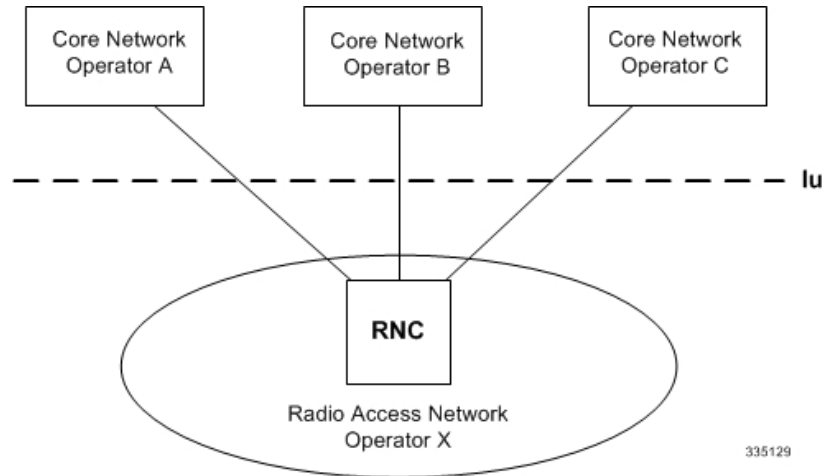 Core Network
Operator A
Core Network
Operator B
Core Network
Operator C
Iu
RNC
Radio Access Network
Operator X
335129